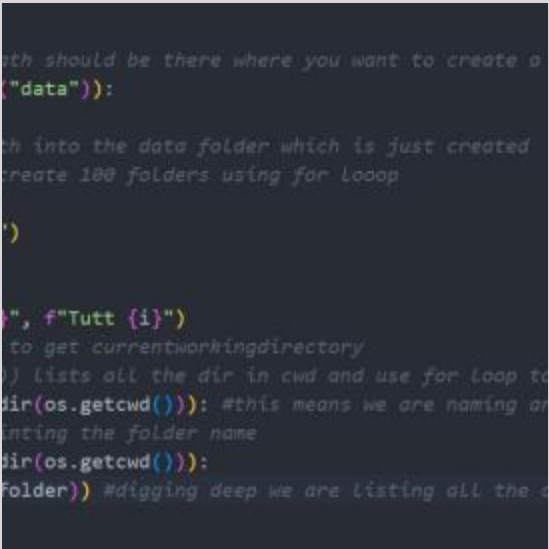 ath should be there where you want to create a
("data")):
th into the data folder which is just created
create 100 folders using for looop
")
}", f"Tutt {i}")
to get currentworkingdirectory
)) lists all the dir in cwd and use for loop to
dir(os.getcwd())): #this means we are naming an
inting the folder name
dir(os.getcwd())):
folder)) #digging deep we are listing all the d